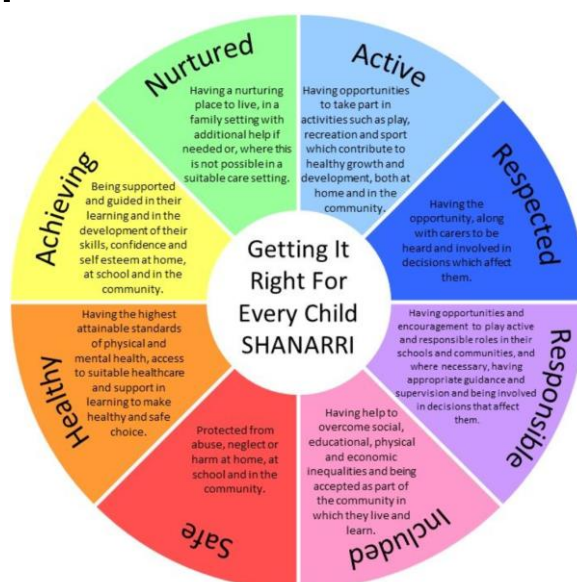 Nurtured
Having a nurturing
place to live, in a
family setting with
additional help if
needed or, where this
is not possible in a
suitable care setting.
Active
Having opportunities
to take part in
activities such as play,
recreation and sport
which contribute to
healthy growth and
development, both at
home and in the
community.
Respected
Having the
opportunity, along
with carers to be
heard and involved in
decisions which affect
them.
Responsible
Having opportunities and
encouragement to play active
and responsible roles in their
schools and communities, and
where necessary, having
appropriate guidance and
supervision and being involved
in decisions that affect
them.
Included
Having help to
overcome social,
educational, physical
and economic
inequalities and being
accepted as part of
the community in
which they live and
learn.
Safe
Protected from
abuse, neglect or
harm at home, at
school and in the
community.
Healthy
Having the highest
attainable standards
of physical and
mental health, access
to suitable healthcare
and support in
learning to make
healthy and safe
choice.
Achieving
Being supported
and guided in their
learning and in the
development of their
skills, confidence and
self esteem at home,
at school and in the
community.
Getting It
Right For
Every Child
SHANARRI